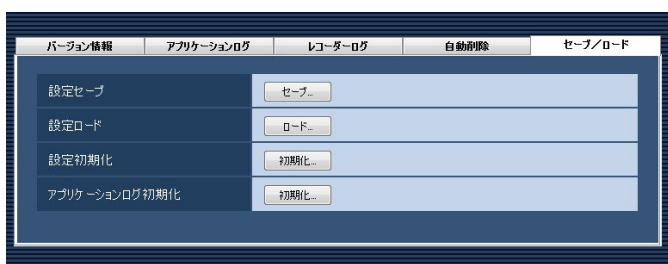 バージョン情報 アプリケーションログ レコーダーログ 自動削除 セーブ／ロード
設定セーブ セーブ...
設定ロード ロード...
設定初期化 初期化...
アプリケーションログ初期化 初期化...